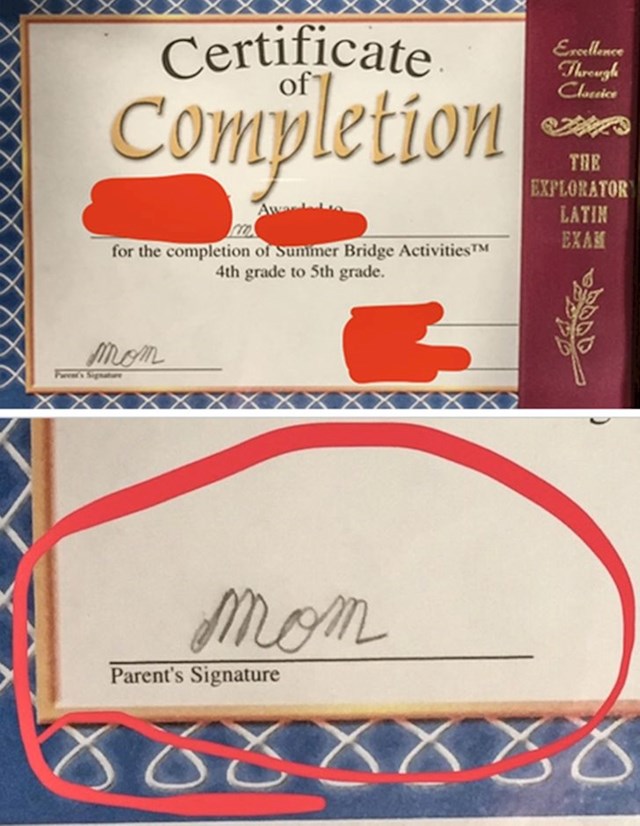 Certificate
of
Completion
Awarded to
m
for the completion of Summer Bridge Activities™
4th grade to 5th grade.
Mom
Parent's Signature
Excellence
Through
Classics
THE
EXPLORATORY
LATIN
EXAM
Mom
Parent's Signature